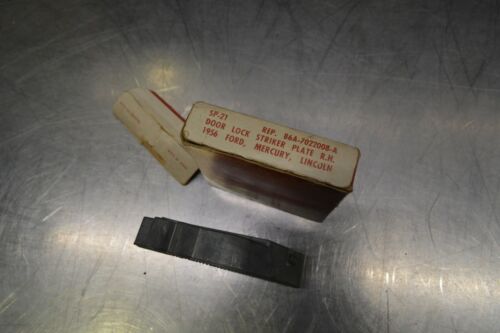 SP-21 REP. B6A-7022008-A
DOOR LOCK STRIKER PLATE R.H.
1956 FORD, MERCURY, LINCOLN